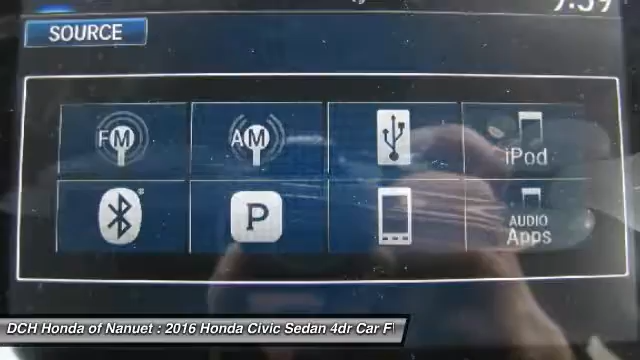 SOURCE
FM
AM
iPod
P
AUDIO
Apps
DCH Honda of Nanuet : 2016 Honda Civic Sedan 4dr Car